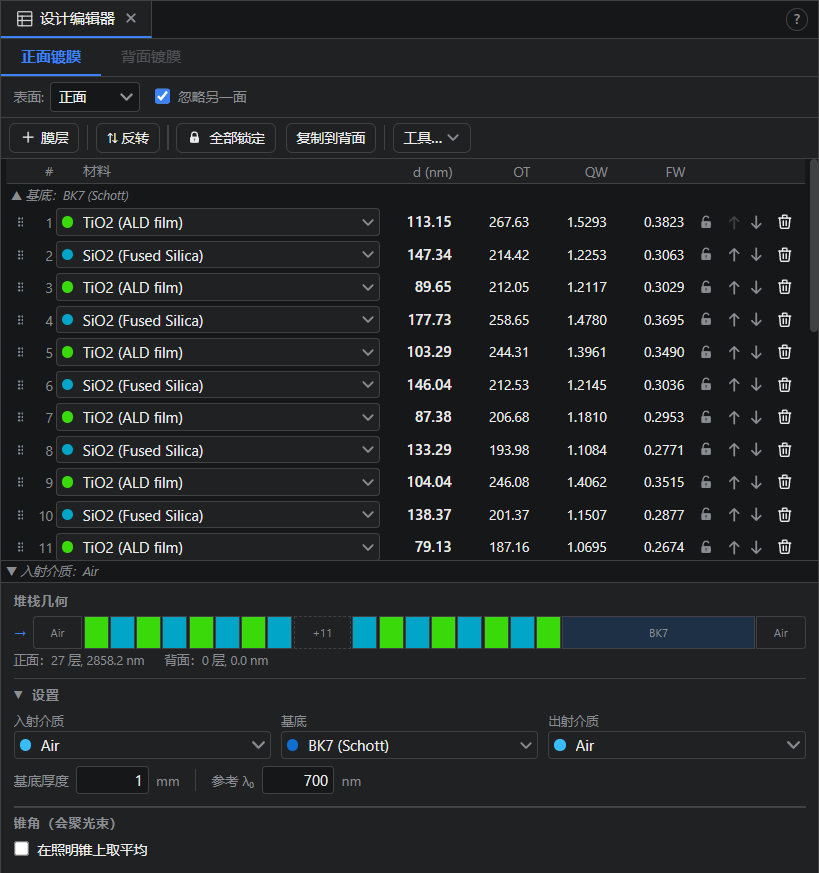 设计编辑器 ✕ ?
正面镀膜 背面镀膜
表面: 正面 忽略另一面
+ 膜层 ⇅ 反转 全部锁定 复制到背面 工具...
# 材料 d (nm) OT QW FW
▲ 基底: BK7 (Schott)
1 TiO2 (ALD film) 113.15 267.63 1.5293 0.3823
2 SiO2 (Fused Silica) 147.34 214.42 1.2253 0.3063
3 TiO2 (ALD film) 89.65 212.05 1.2117 0.3029
4 SiO2 (Fused Silica) 177.73 258.65 1.4780 0.3695
5 TiO2 (ALD film) 103.29 244.31 1.3961 0.3490
6 SiO2 (Fused Silica) 146.04 212.53 1.2145 0.3036
7 TiO2 (ALD film) 87.38 206.68 1.1810 0.2953
8 SiO2 (Fused Silica) 133.29 193.98 1.1084 0.2771
9 TiO2 (ALD film) 104.04 246.08 1.4062 0.3515
10 SiO2 (Fused Silica) 138.37 201.37 1.1507 0.2877
11 TiO2 (ALD film) 79.13 187.16 1.0695 0.2674
▼ 入射介质: Air
堆栈几何
→ Air +11 BK7 Air
正面: 27 层, 2858.2 nm 背面: 0 层, 0.0 nm
▼ 设置
入射介质 基底 出射介质
Air BK7 (Schott) Air
基底厚度 1 mm 参考 λ₀ 700 nm
锥角（会聚光束）
在照明锥上取平均